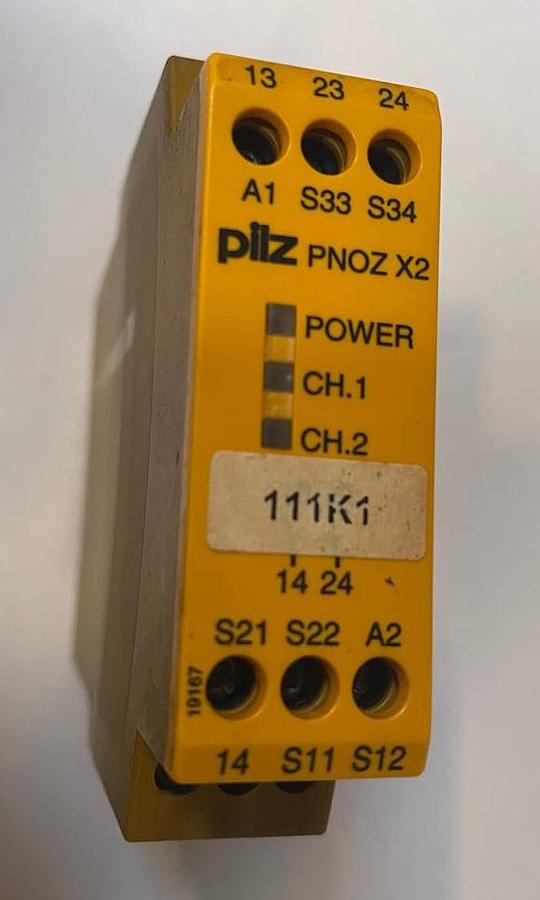 13 23 24
A1 S33 S34
pilz PNOZ X2
POWER
CH.1
CH.2
111K1
14 24
S21 S22 A2
19167
14 S11 S12